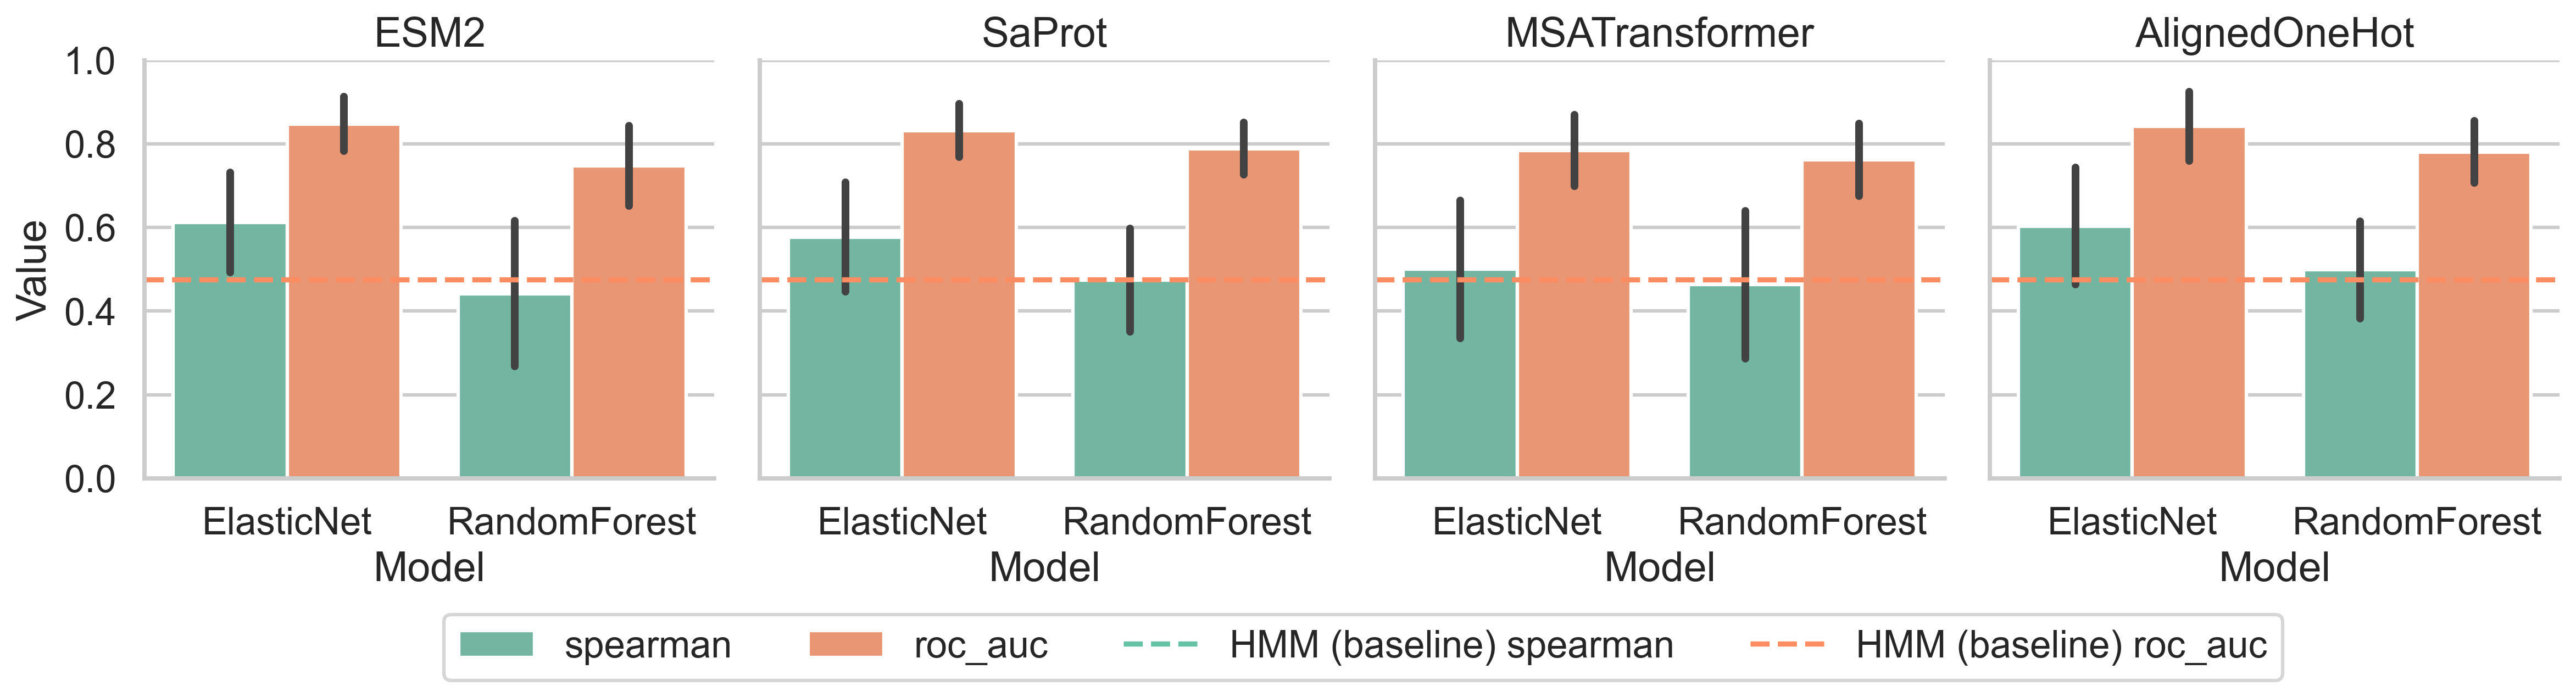 ESM2 SaProt MSATransformer AlignedOneHot
1.0
0.8
0.6
0.4
0.2
0.0
Value
ElasticNet RandomForest ElasticNet RandomForest ElasticNet RandomForest ElasticNet RandomForest
Model Model Model Model
spearman roc_auc HMM (baseline) spearman HMM (baseline) roc_auc